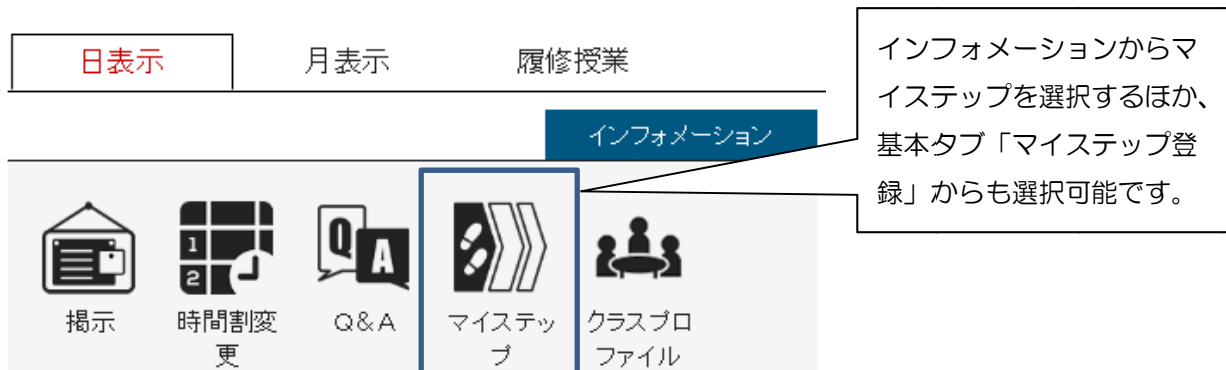 日表示
月表示
履修授業
インフォメーション
インフォメーションからマ
イステップを選択するほか、
基本タブ「マイステップ登
録」からも選択可能です。
1
2
Q
A
掲示
時間割変
更
Q&A
マイステッ
プ
クラスプロ
ファイル